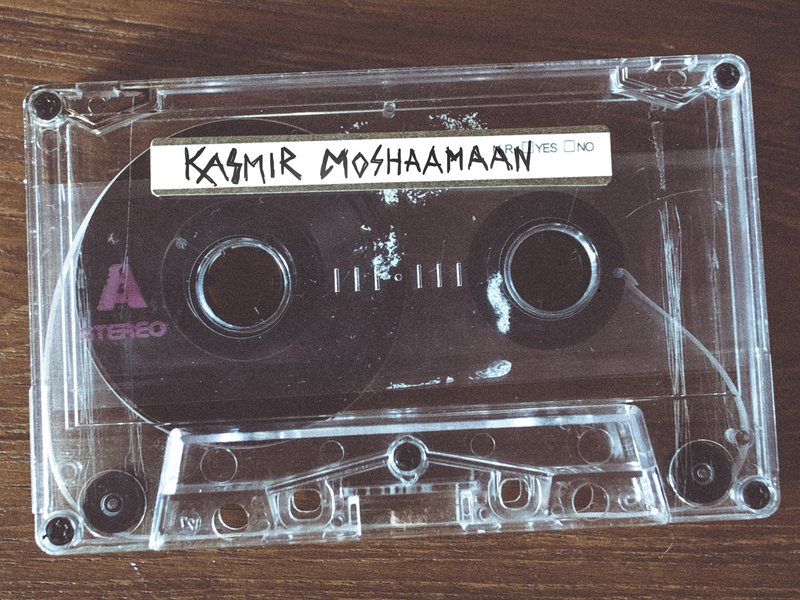 KASMIR MOSHAAMAAN
YES NO
A
STEREO